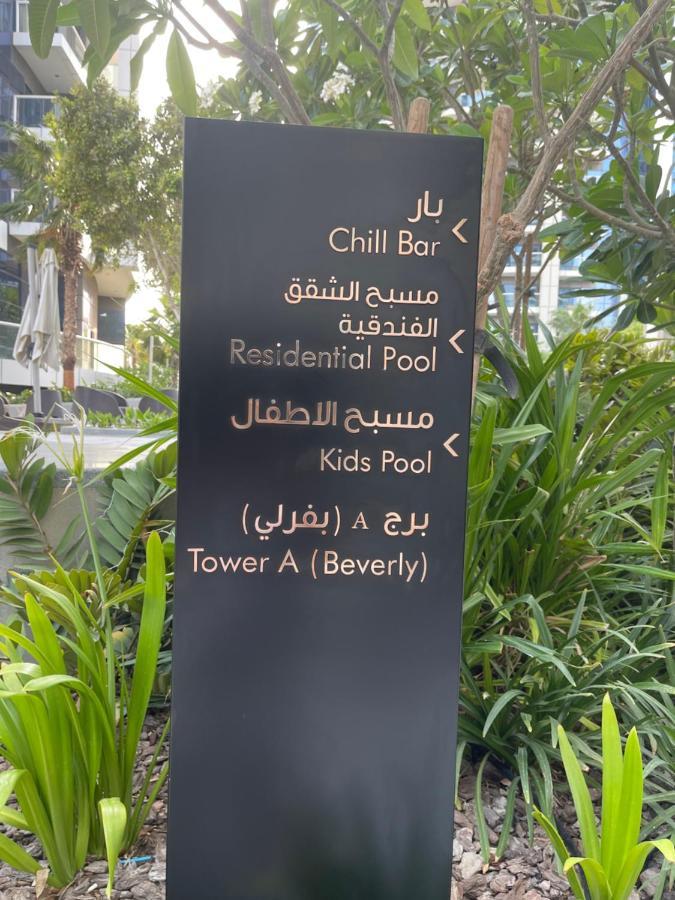 بار
Chill Bar
مسبح الشقق
الفندقية
Residential Pool
مسبح الاطفال
Kids Pool
برج A (بفرلي)
Tower A (Beverly)